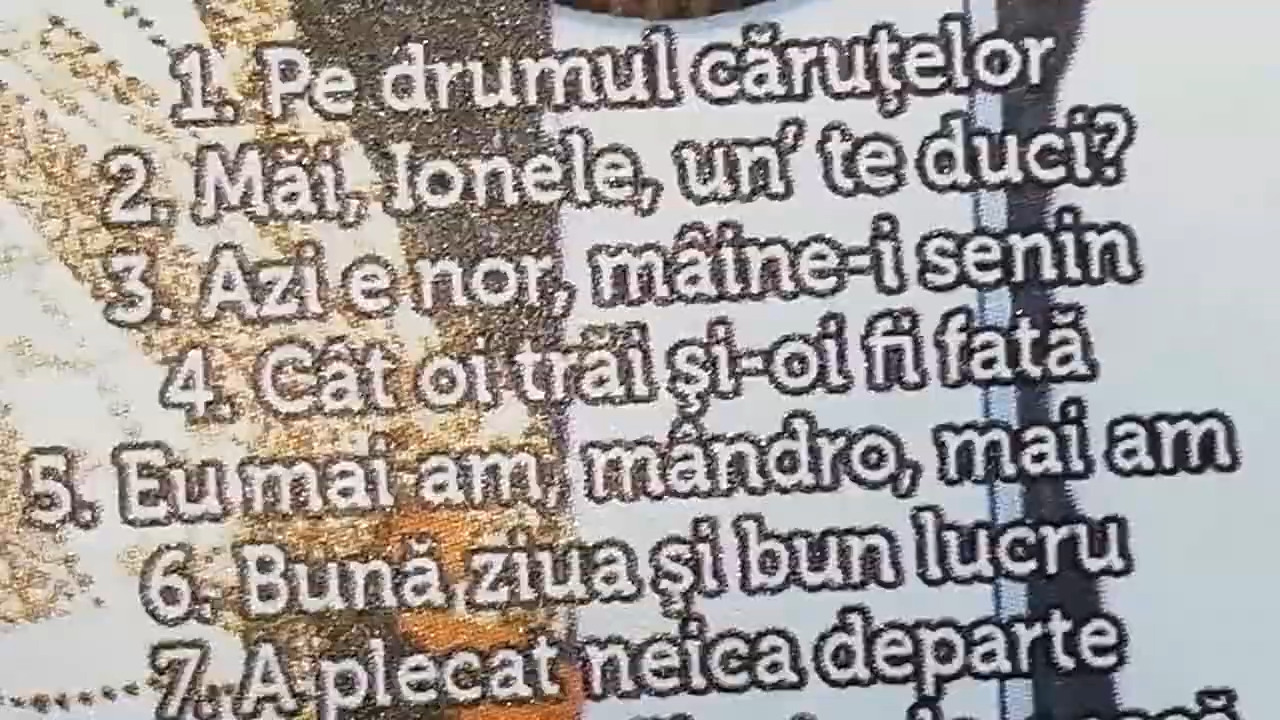 1. Pe drumul căruţelor
2. Măi, Ionele, un' te duci?
3. Azi e nor, mâine-i senin
4. Cât oi trăi şi-oi fi fată
5. Eu mai am, mândro, mai am
6. Bună ziua şi bun lucru
7. A plecat neica departe